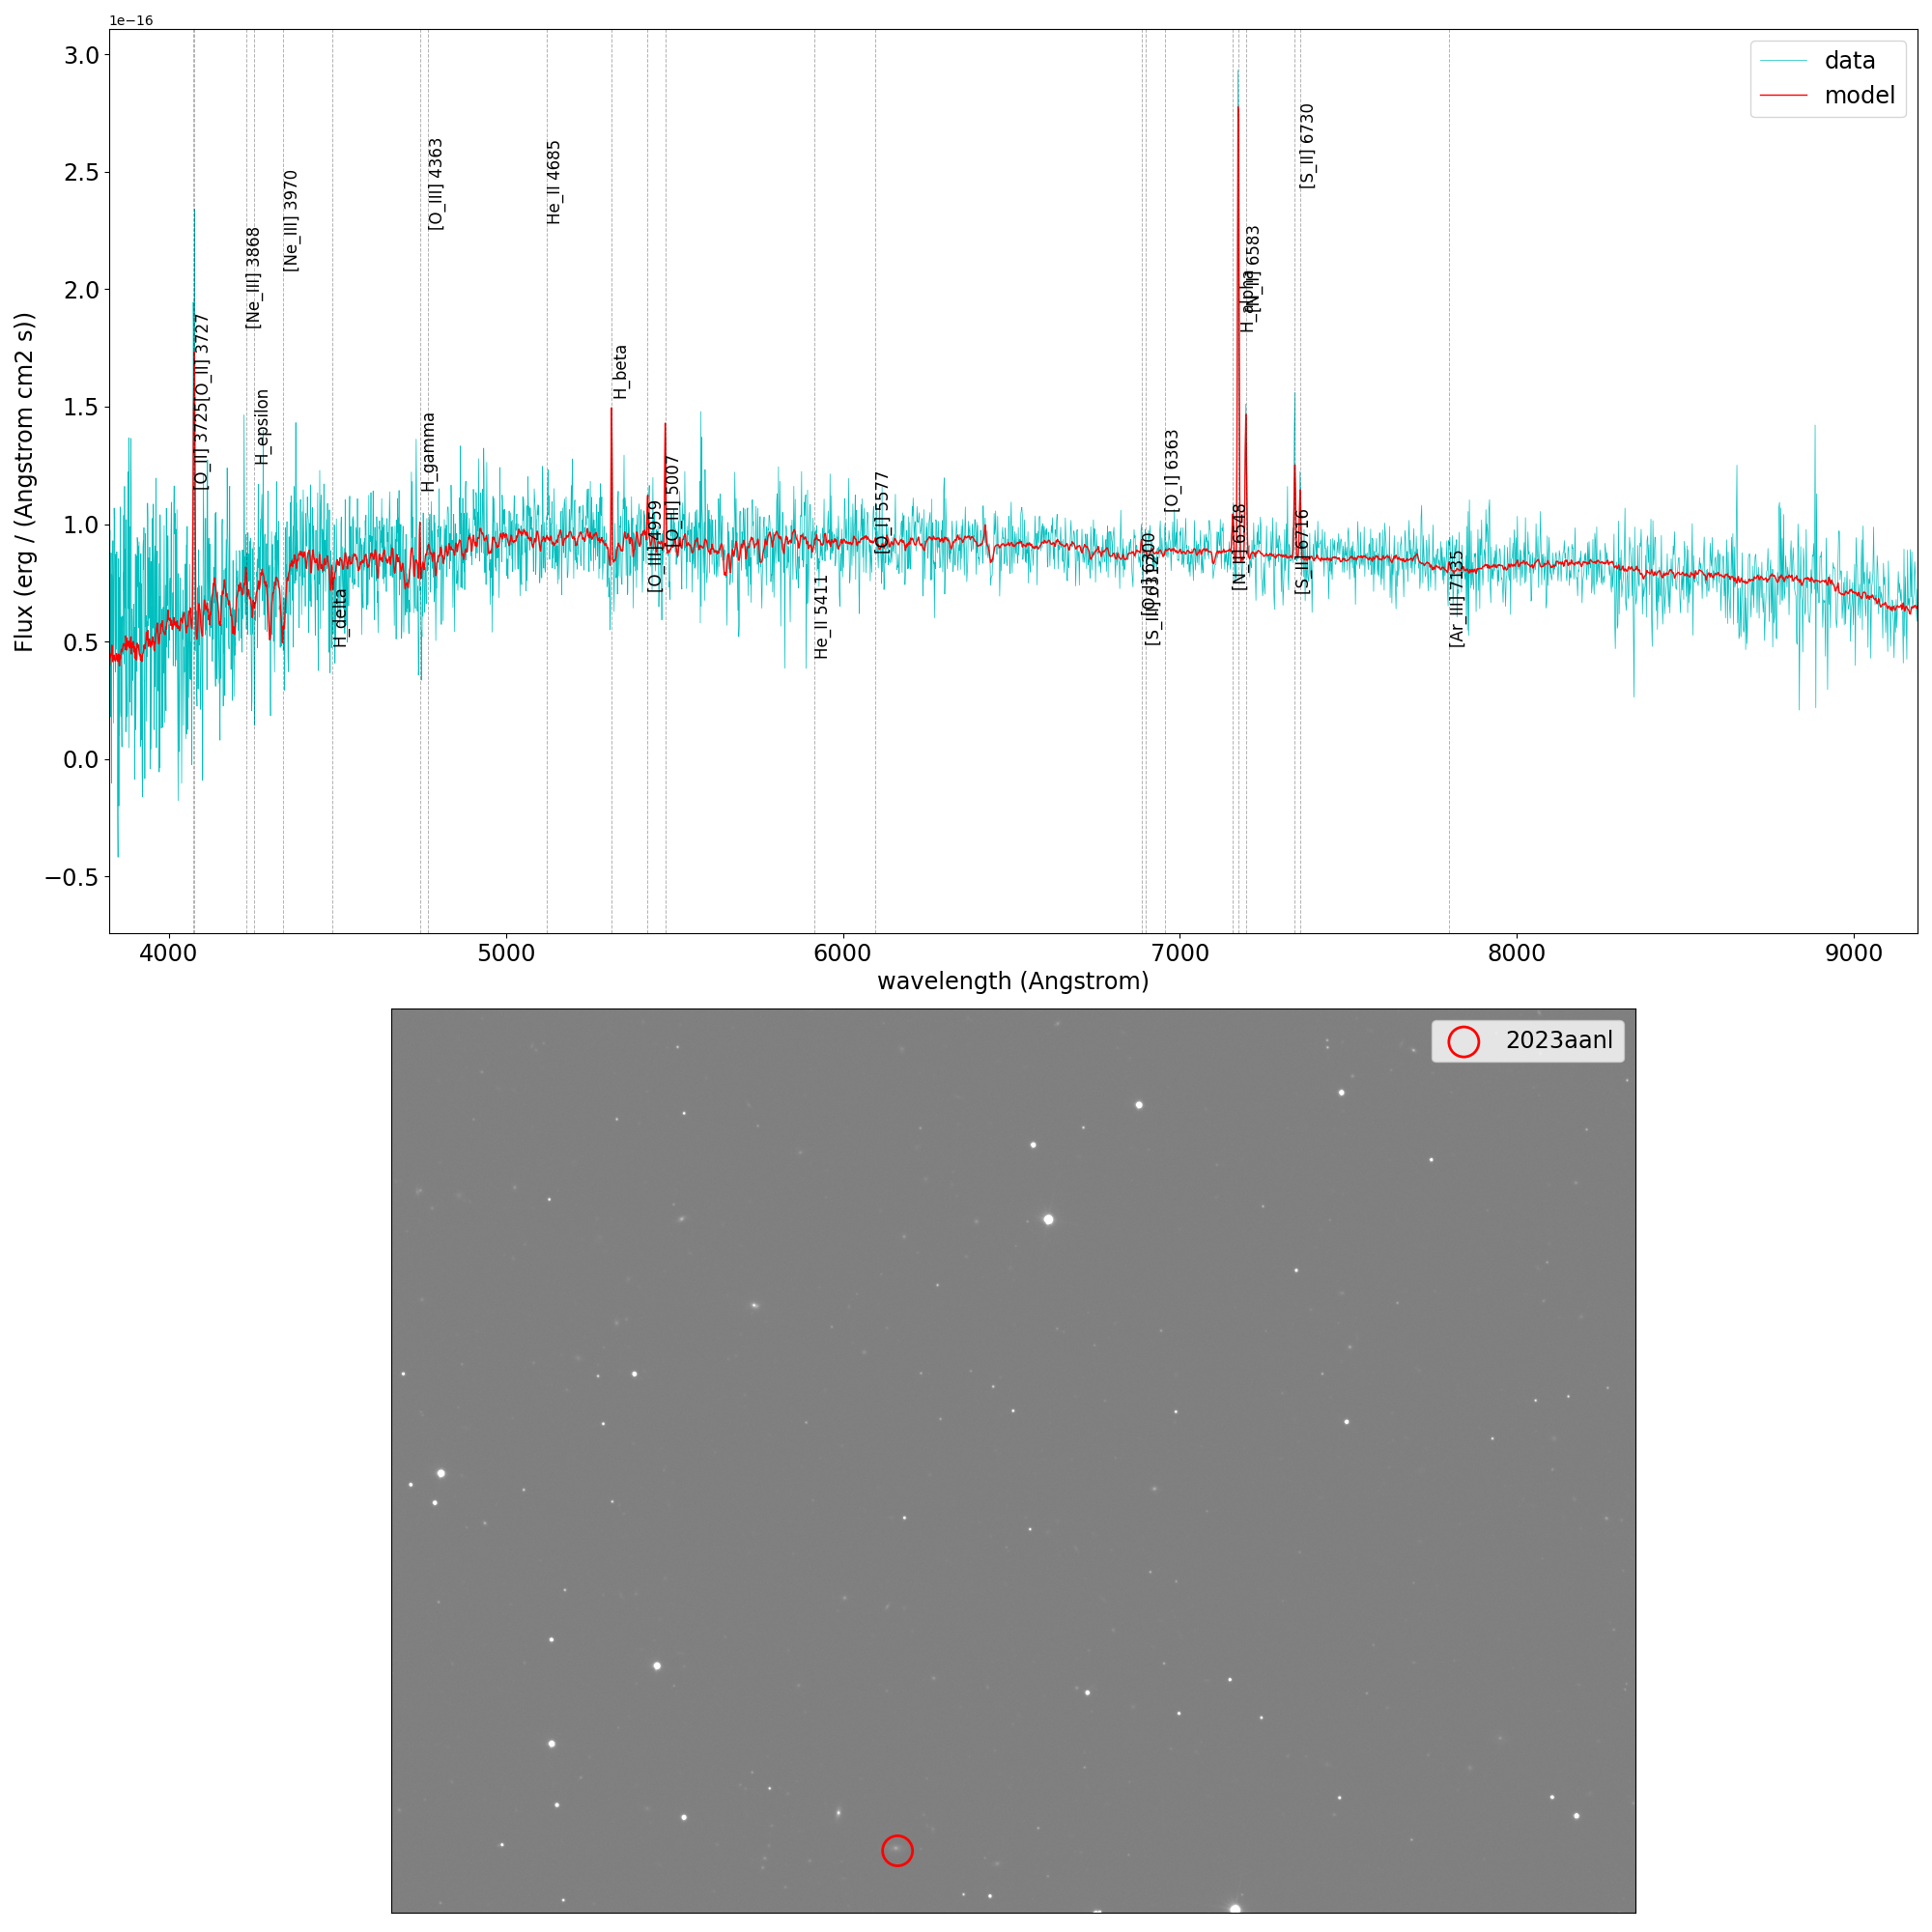 1e−16
data
model
3.0
2.5
2.0
1.5
1.0
0.5
0.0
−0.5
Flux (erg / (Angstrom cm2 s))
[O_II] 3725
[O_II] 3727
[Ne_III] 3868
H_epsilon
[Ne_III] 3970
H_delta
H_gamma
[O_III] 4363
He_II 4685
H_beta
[O_III] 4959
[O_III] 5007
He_II 5411
[O_I] 5577
[O_I] 6300
[S_III] 6312
[O_I] 6363
[N_II] 6548
H_alpha
[N_II] 6583
[S_II] 6716
[S_II] 6730
[Ar_III] 7135
4000
5000
6000
7000
8000
9000
wavelength (Angstrom)
2023aanl